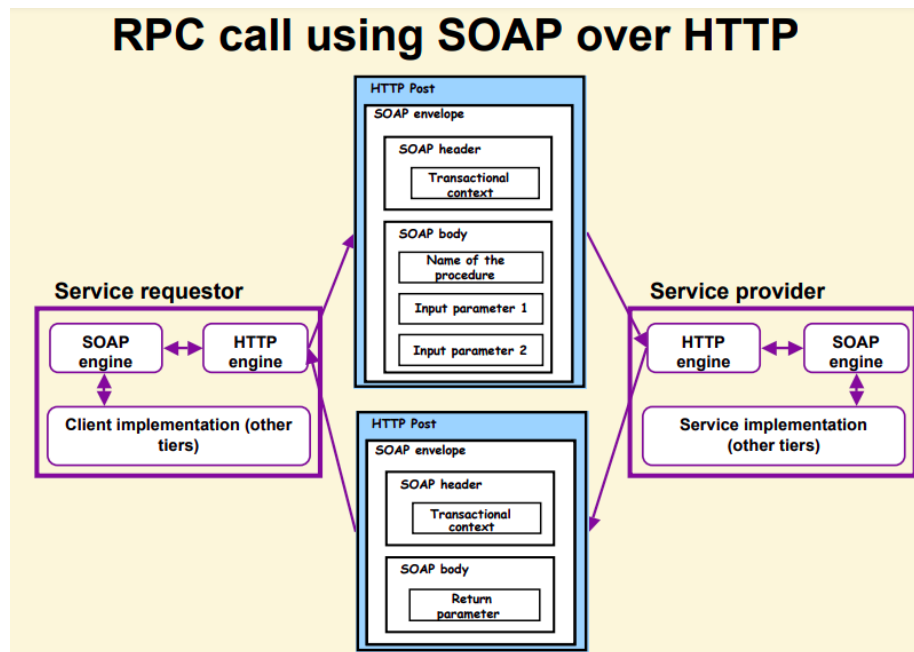 RPC call using SOAP over HTTP
HTTP Post
SOAP envelope
SOAP header
Transactional
context
SOAP body
Name of the
procedure
Input parameter 1
Input parameter 2
Service requestor
SOAP
engine
HTTP
engine
Client implementation (other
tiers)
Service provider
HTTP
engine
SOAP
engine
Service implementation
(other tiers)
HTTP Post
SOAP envelope
SOAP header
Transactional
context
SOAP body
Return
parameter